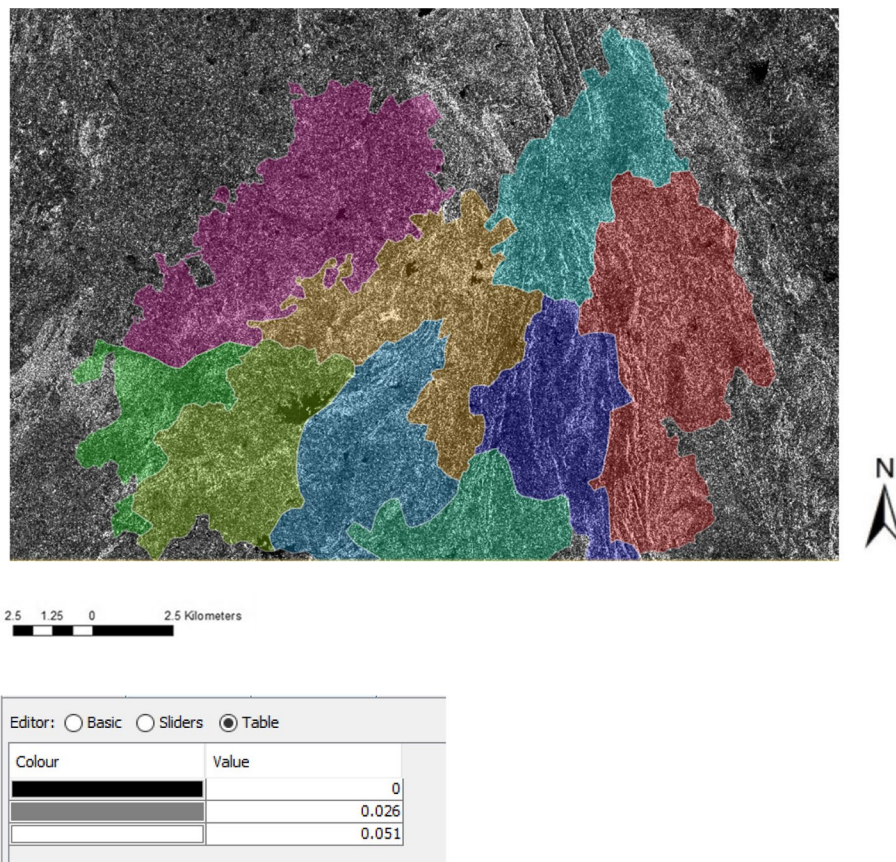 N
2.5 1.25 0 2.5 Kilometers
Editor: Basic Sliders Table
Colour Value
0
0.026
0.051